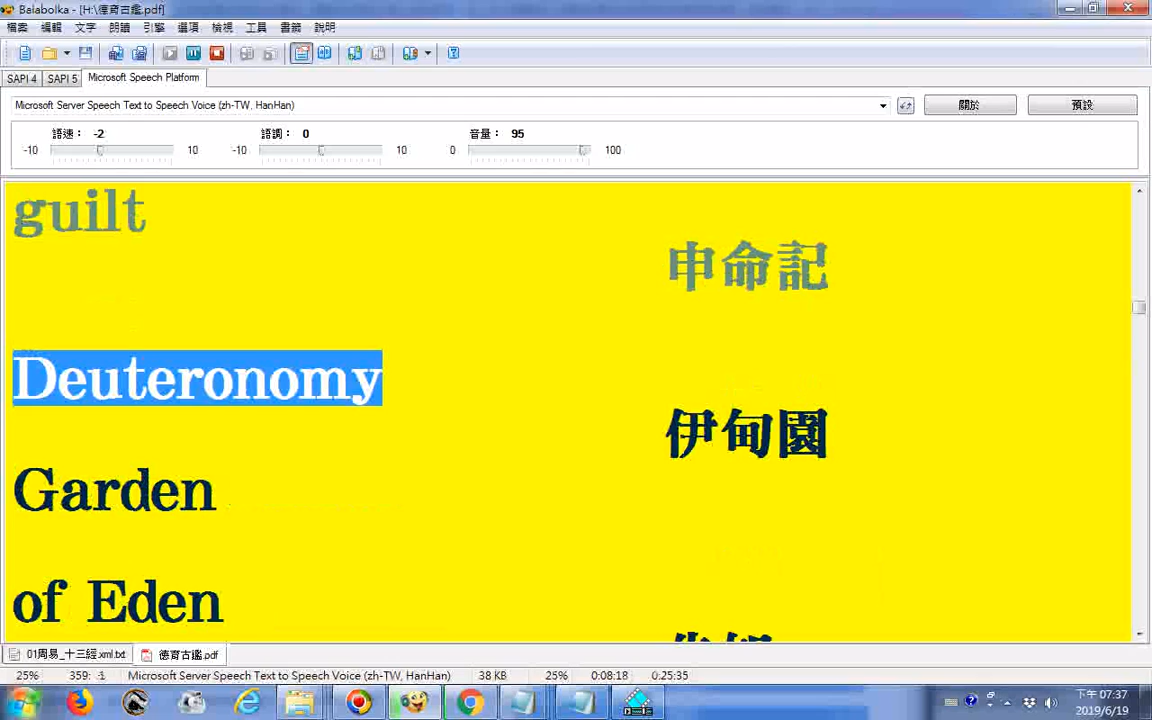 Balabolka - [H:\德育古鑑.pdf]
檔案 編輯 文字 朗讀 引擎 選項 檢視 工具 書籤 說明
SAPI 4 SAPI 5 Microsoft Speech Platform
Microsoft Server Speech Text to Speech Voice (zh-TW, HanHan) 關於 預設
語速： -2 語調： 0 音量： 95
-10 10 -10 10 0 100
guilt
申命記
Deuteronomy
伊甸園
Garden
of Eden
01周易_十三經.xml.txt 德育古鑑.pdf
25% 359: 1 Microsoft Server Speech Text to Speech Voice (zh-TW, HanHan) 38 KB 25% 0:08:18 0:25:35
下午 07:37
2019/6/19